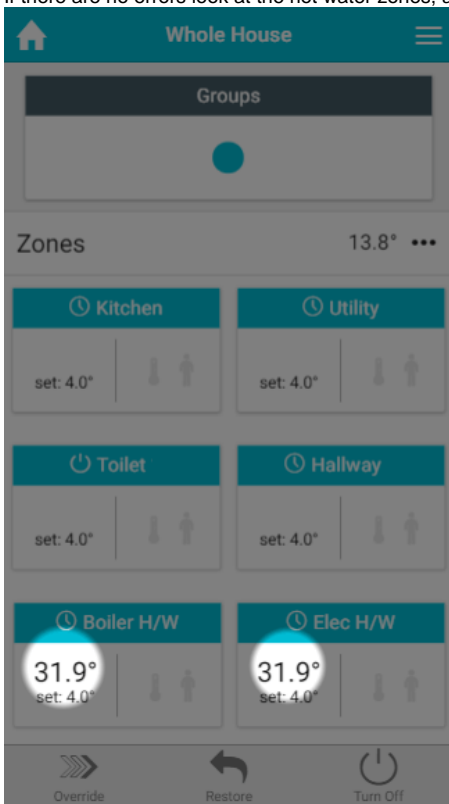 Whole House
Groups
Zones 13.8° •••
Kitchen Utility
set: 4.0° set: 4.0°
Toilet Hallway
set: 4.0° set: 4.0°
Boiler H/W Elec H/W
31.9° 31.9°
set: 4.0° set: 4.0°
Override Restore Turn Off